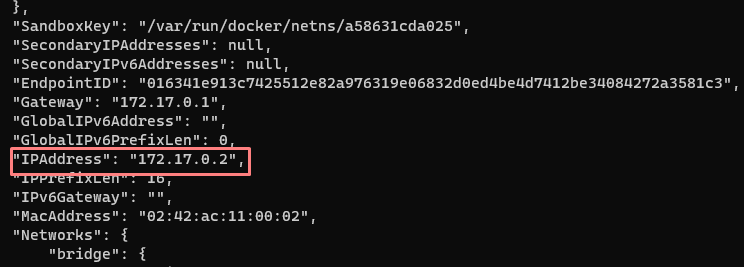 },
"SandboxKey": "/var/run/docker/netns/a58631cda025",
"SecondaryIPAddresses": null,
"SecondaryIPv6Addresses": null,
"EndpointID": "016341e913c7425512e82a976319e06832d0ed4be4d7412be34084272a3581c3",
"Gateway": "172.17.0.1",
"GlobalIPv6Address": "",
"GlobalIPv6PrefixLen": 0,
"IPAddress": "172.17.0.2",
"IPPrefixLen": 16,
"IPv6Gateway": "",
"MacAddress": "02:42:ac:11:00:02",
"Networks": {
"bridge": {